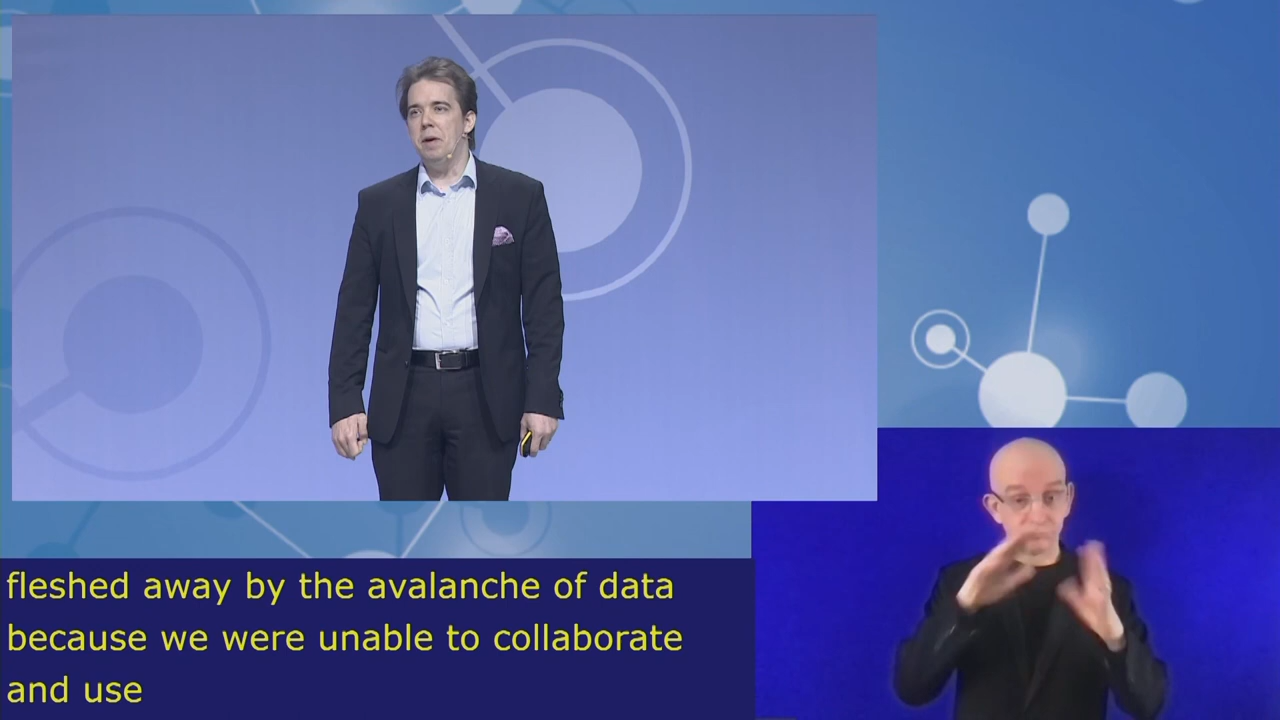 fleshed away by the avalanche of data
because we were unable to collaborate
and use